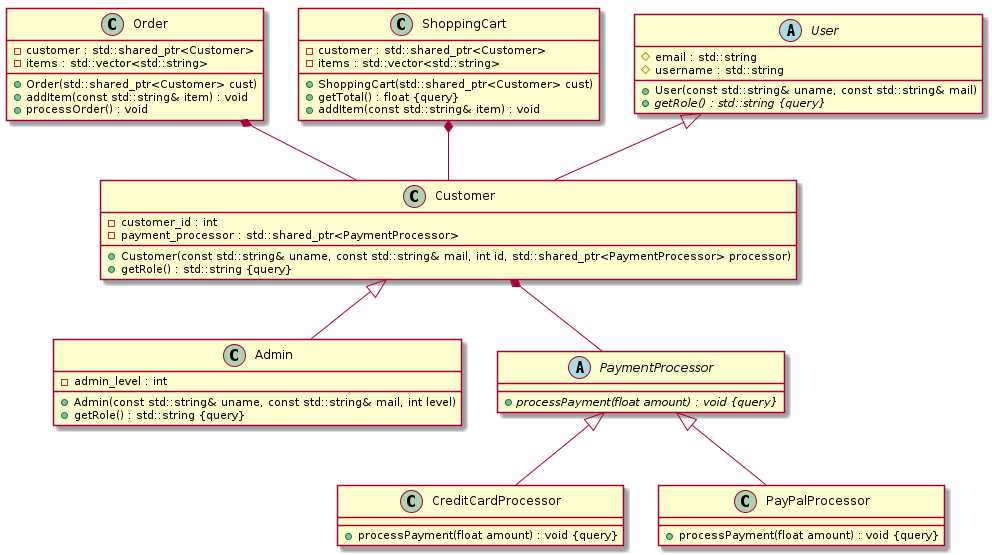 C Order
customer : std::shared_ptr<Customer>
items : std::vector<std::string>
Order(std::shared_ptr<Customer> cust)
addItem(const std::string& item) : void
processOrder() : void
C ShoppingCart
customer : std::shared_ptr<Customer>
items : std::vector<std::string>
ShoppingCart(std::shared_ptr<Customer> cust)
getTotal() : float {query}
addItem(const std::string& item) : void
A User
email : std::string
username : std::string
User(const std::string& uname, const std::string& mail)
getRole() : std::string {query}
C Customer
customer_id : int
payment_processor : std::shared_ptr<PaymentProcessor>
Customer(const std::string& uname, const std::string& mail, int id, std::shared_ptr<PaymentProcessor> processor)
getRole() : std::string {query}
C Admin
admin_level : int
Admin(const std::string& uname, const std::string& mail, int level)
getRole() : std::string {query}
A PaymentProcessor
processPayment(float amount) : void {query}
C CreditCardProcessor
processPayment(float amount) : void {query}
C PayPalProcessor
processPayment(float amount) : void {query}